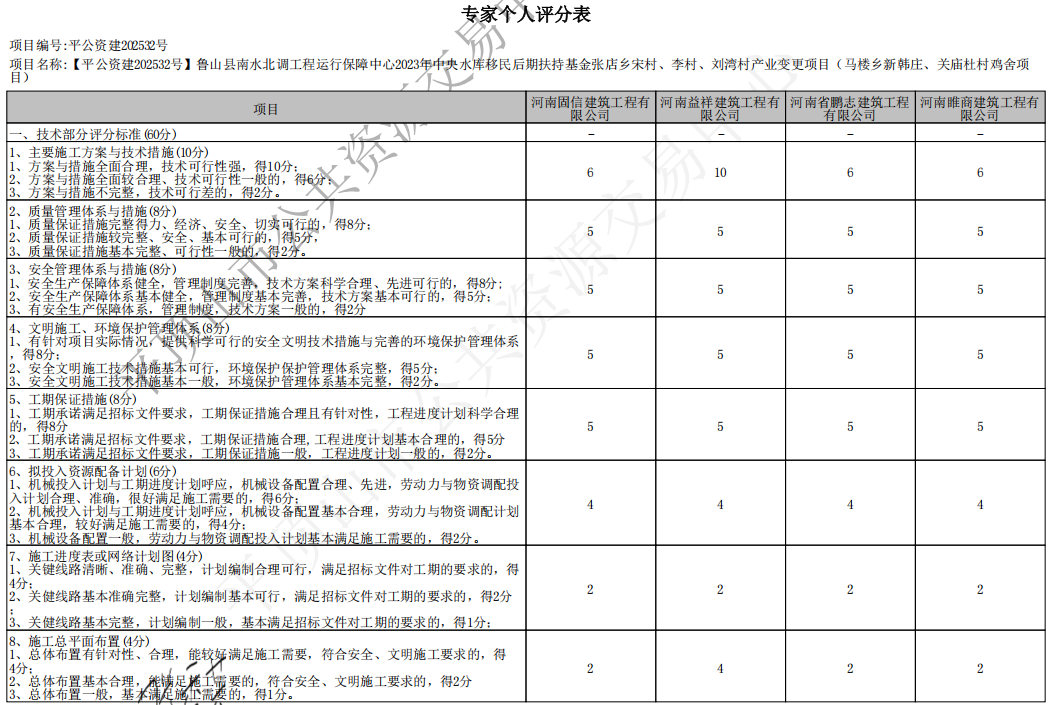 专家个人评分表
项目编号:平公资建202532号
项目名称:【平公资建202532号】鲁山县南水北调工程运行保障中心2023年中央水库移民后期扶持基金张店乡宋村、李村、刘湾村产业变更项目（马楼乡新韩庄、关庙杜村鸡舍项
目）
项目 河南固信建筑工程有限公司 河南益祥建筑工程有限公司 河南省鹏志建筑工程有限公司 河南睢商建筑工程有限公司
一、技术部分评分标准(60分) - - - -
1、主要施工方案与技术措施(10分)
1、方案与措施全面合理，技术可行性强，得10分；
2、方案与措施全面较合理、技术可行性一般的，得6分；
3、方案与措施不完整，技术可行差的，得2分。
6 10 6 6
2、质量管理体系与措施(8分)
1、质量保证措施完整得力、经济、安全、切实可行的，得8分；
2、质量保证措施较完整、安全、基本可行的，得5分，
3、质量保证措施基本完整、可行性一般的，得2分。
5 5 5 5
3、安全管理体系与措施(8分)
1、安全生产保障体系健全，管理制度完善，技术方案科学合理、先进可行的，得8分；
2、安全生产保障体系基本健全，管理制度基本完善，技术方案基本可行的，得5分；
3、有安全生产保障体系，管理制度，技术方案一般的，得2分
5 5 5 5
4、文明施工、环境保护管理体系(8分)
1、有针对项目实际情况，提供科学可行的安全文明技术措施与完善的环境保护管理体系
，得8分；
2、安全文明施工技术措施基本可行，环境保护保护管理体系完整，得5分；
3、安全文明施工技术措施基本一般，环境保护管理体系基本完整，得2分。
5 5 5 5
5、工期保证措施(8分)
1、工期承诺满足招标文件要求，工期保证措施合理且有针对性，工程进度计划科学合理
的，得8分
2、工期承诺满足招标文件要求，工期保证措施合理,工程进度计划基本合理的，得5分
3、工期承诺满足招标文件要求，工期保证措施一般，工程进度计划一般的，得2分。
5 5 5 5
6、拟投入资源配备计划(6分)
1、机械投入计划与工期进度计划呼应，机械设备配置合理、先进，劳动力与物资调配投
入计划合理、准确，很好满足施工需要的，得6分；
2、机械投入计划与工期进度计划呼应，机械设备配置基本合理，劳动力与物资调配计划
基本合理，较好满足施工需要的，得4分；
3、机械设备配置一般，劳动力与物资调配投入计划基本满足施工需要的，得2分。
4 4 4 4
7、施工进度表或网络计划图(4分)
1、关键线路清晰、准确、完整，计划编制合理可行，满足招标文件对工期的要求的，得
4分；
2、关健线路基本准确完整，计划编制基本可行，满足招标文件对工期的要求的，得2分
；
3、关健线路基本完整，计划编制一般，基本满足招标文件对工期的要求的，得1分；
2 2 2 2
8、施工总平面布置(4分)
1、总体布置有针对性、合理，能较好满足施工需要，符合安全、文明施工要求的，得
4分；
2、总体布置基本合理，能满足施工需要的，符合安全、文明施工要求的，得2分
3、总体布置一般，基本满足施工需要的，得1分。
2 4 2 2
平顶山市公共资源交易中心
平顶山市公共资源交易中心